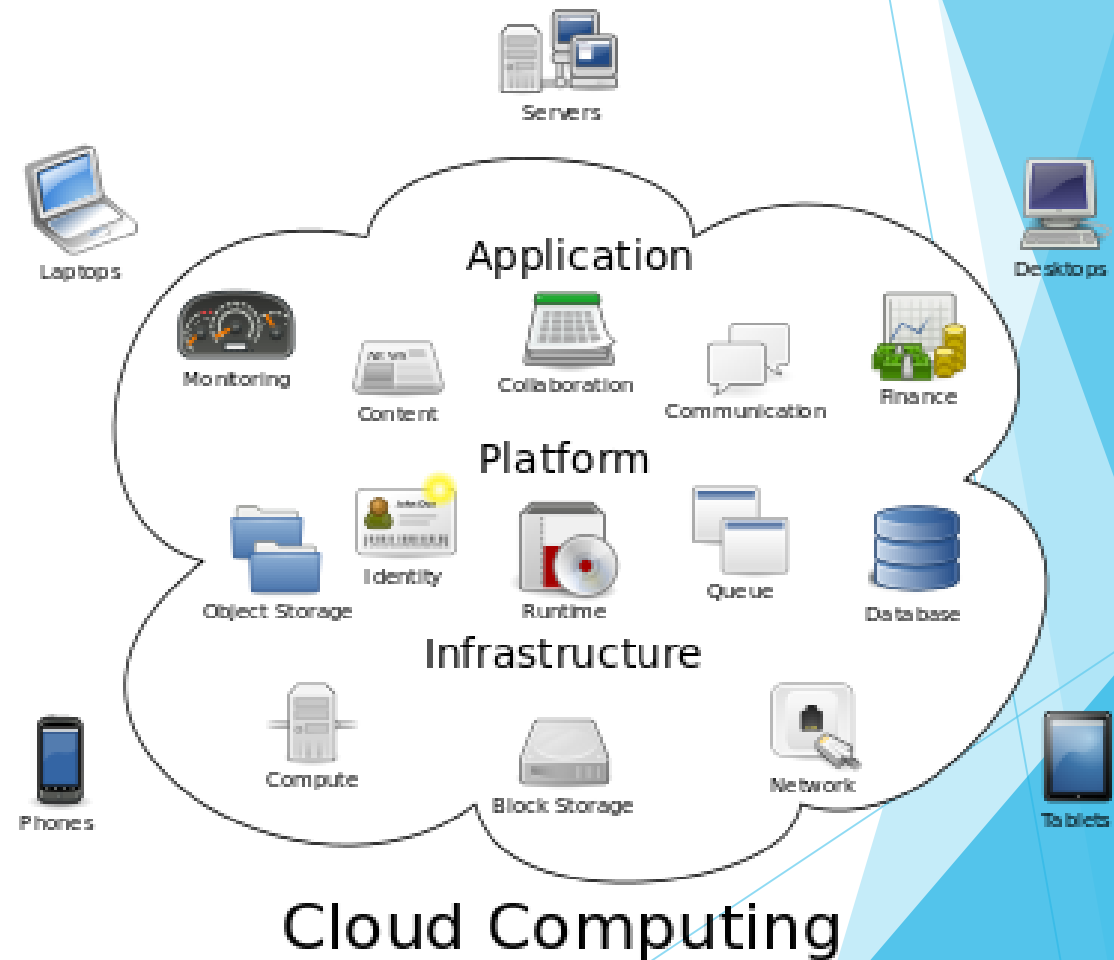 Servers
Laptops
Desktops
Application
Monitoring
Content
Collaboration
Communication
Finance
Platform
Object Storage
Identity
Runtime
Queue
Database
Infrastructure
Compute
Block Storage
Network
Phones
Tablets
Cloud Computing